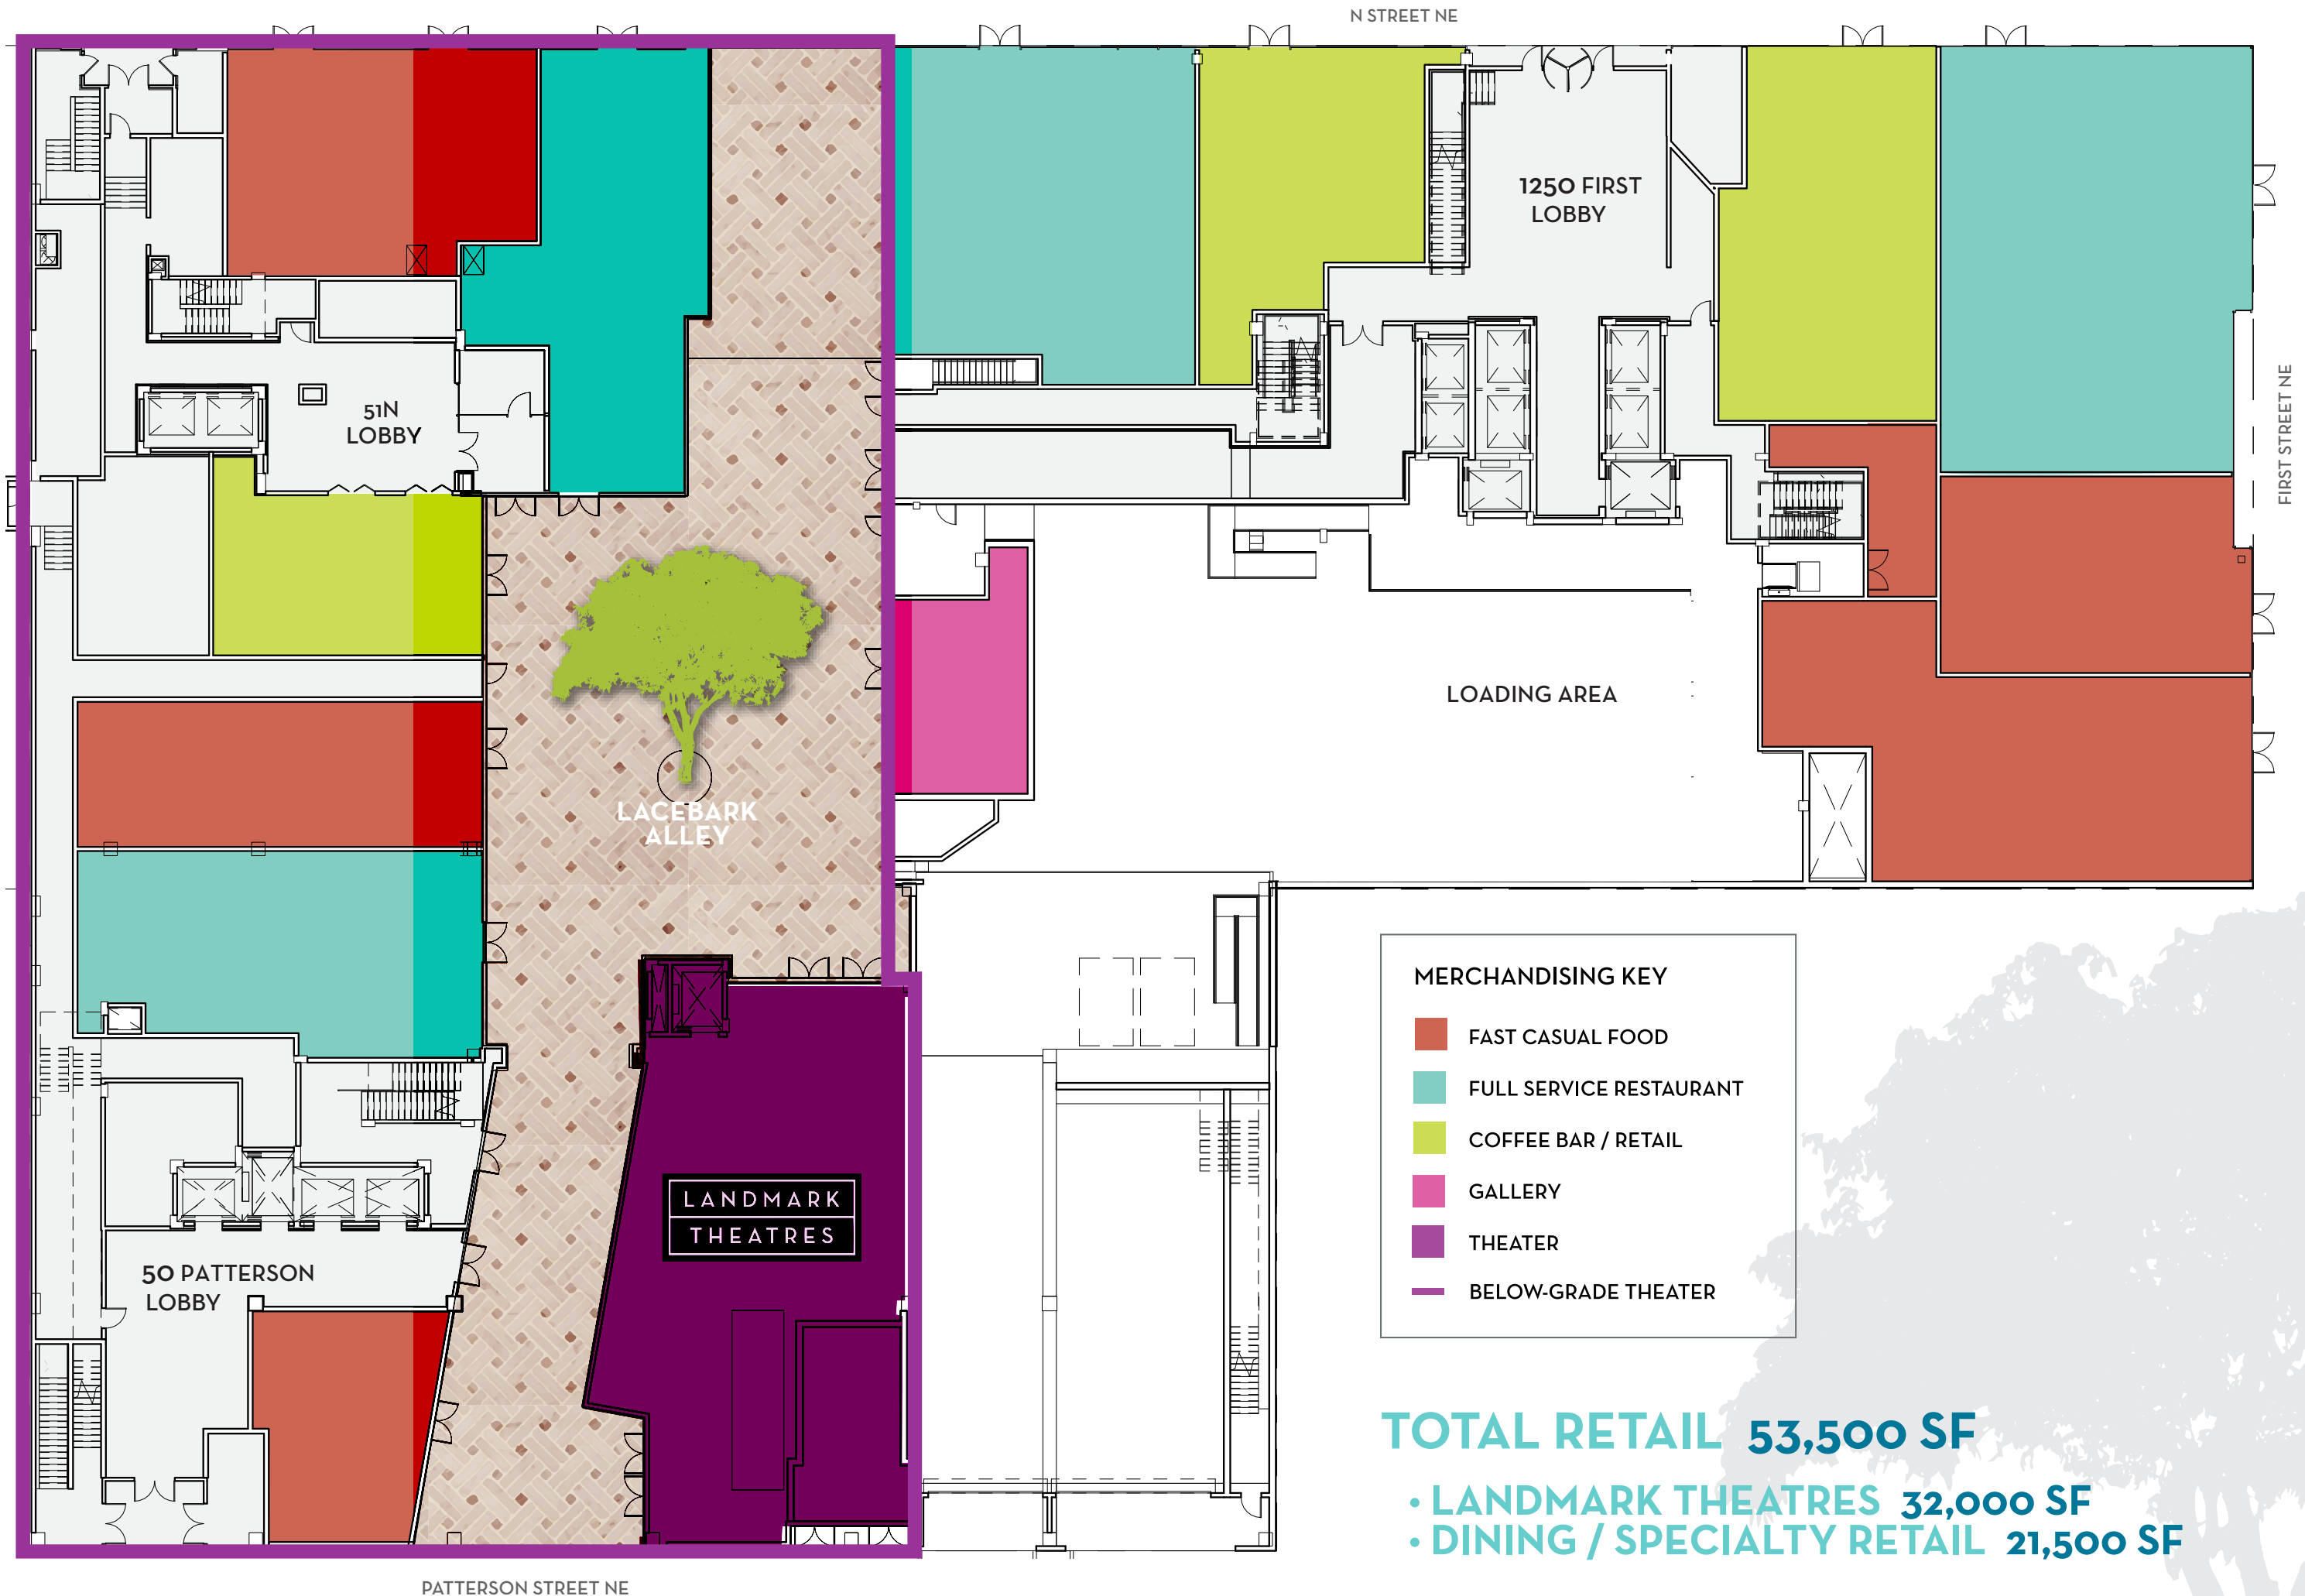 N STREET NE
1250 FIRST
LOBBY
51N
LOBBY
FIRST STREET NE
LOADING AREA
LACEBARK
ALLEY
MERCHANDISING KEY
FAST CASUAL FOOD
FULL SERVICE RESTAURANT
COFFEE BAR / RETAIL
GALLERY
THEATER
BELOW-GRADE THEATER
LANDMARK
THEATRES
50 PATTERSON
LOBBY
TOTAL RETAIL 53,500 SF
• LANDMARK THEATRES 32,000 SF
• DINING / SPECIALTY RETAIL 21,500 SF
PATTERSON STREET NE